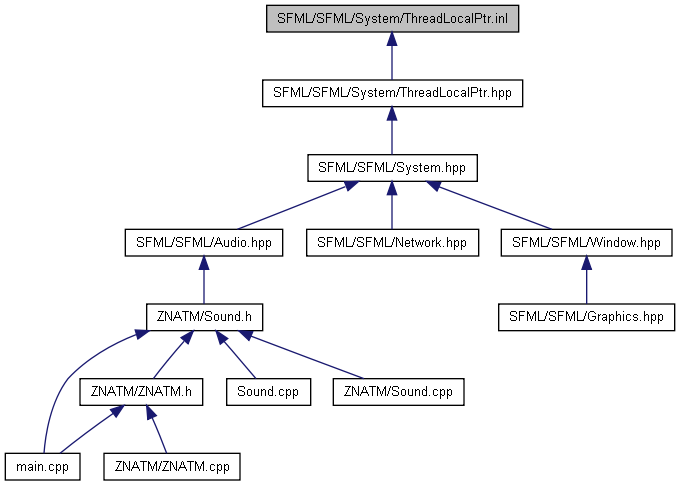 SFML/SFML/System/ThreadLocalPtr.inl
SFML/SFML/System/ThreadLocalPtr.hpp
SFML/SFML/System.hpp
SFML/SFML/Audio.hpp
SFML/SFML/Network.hpp
SFML/SFML/Window.hpp
ZNATM/Sound.h
SFML/SFML/Graphics.hpp
ZNATM/ZNATM.h
Sound.cpp
ZNATM/Sound.cpp
main.cpp
ZNATM/ZNATM.cpp